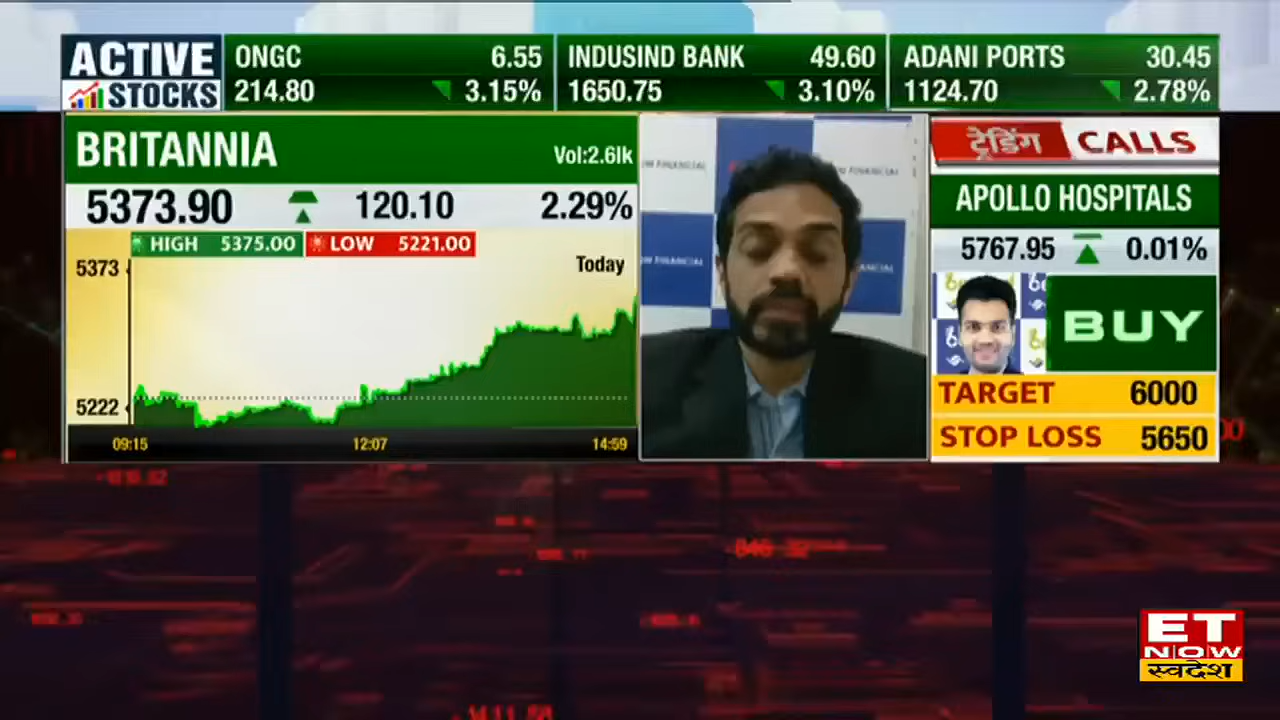 ACTIVE STOCKS
ONGC 6.55
214.80 3.15%
INDUSIND BANK 49.60
1650.75 3.10%
ADANI PORTS 30.45
1124.70 2.78%
BRITANNIA
Vol:2.6lk
5373.90 120.10 2.29%
HIGH 5375.00 LOW 5221.00
Today
5373
5222
09:15 12:07 14:59
FINANCIAL
ट्रेडिंग CALLS
APOLLO HOSPITALS
5767.95 0.01%
BUY
TARGET 6000
STOP LOSS 5650
ET
NOW
स्वदेश